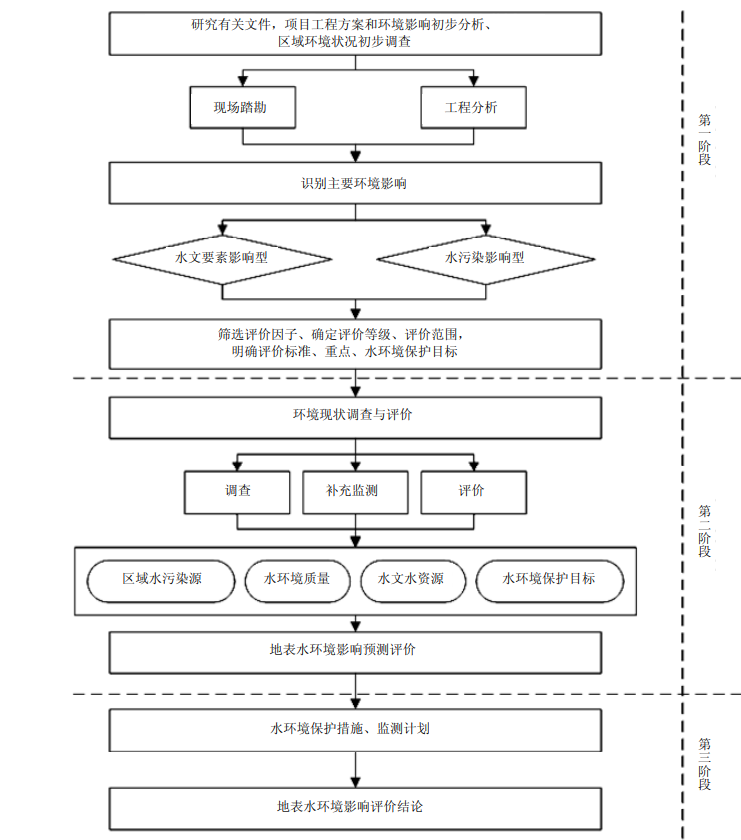 研究有关文件，项目工程方案和环境影响初步分析、
区域环境状况初步调查
现场踏勘
工程分析
识别主要环境影响
水文要素影响型
水污染影响型
筛选评价因子、确定评价等级、评价范围，
明确评价标准、重点、水环境保护目标
第一阶段
环境现状调查与评价
调查
补充监测
评价
区域水污染源
水环境质量
水文水资源
水环境保护目标
地表水环境影响预测评价
第二阶段
水环境保护措施、监测计划
地表水环境影响评价结论
第三阶段